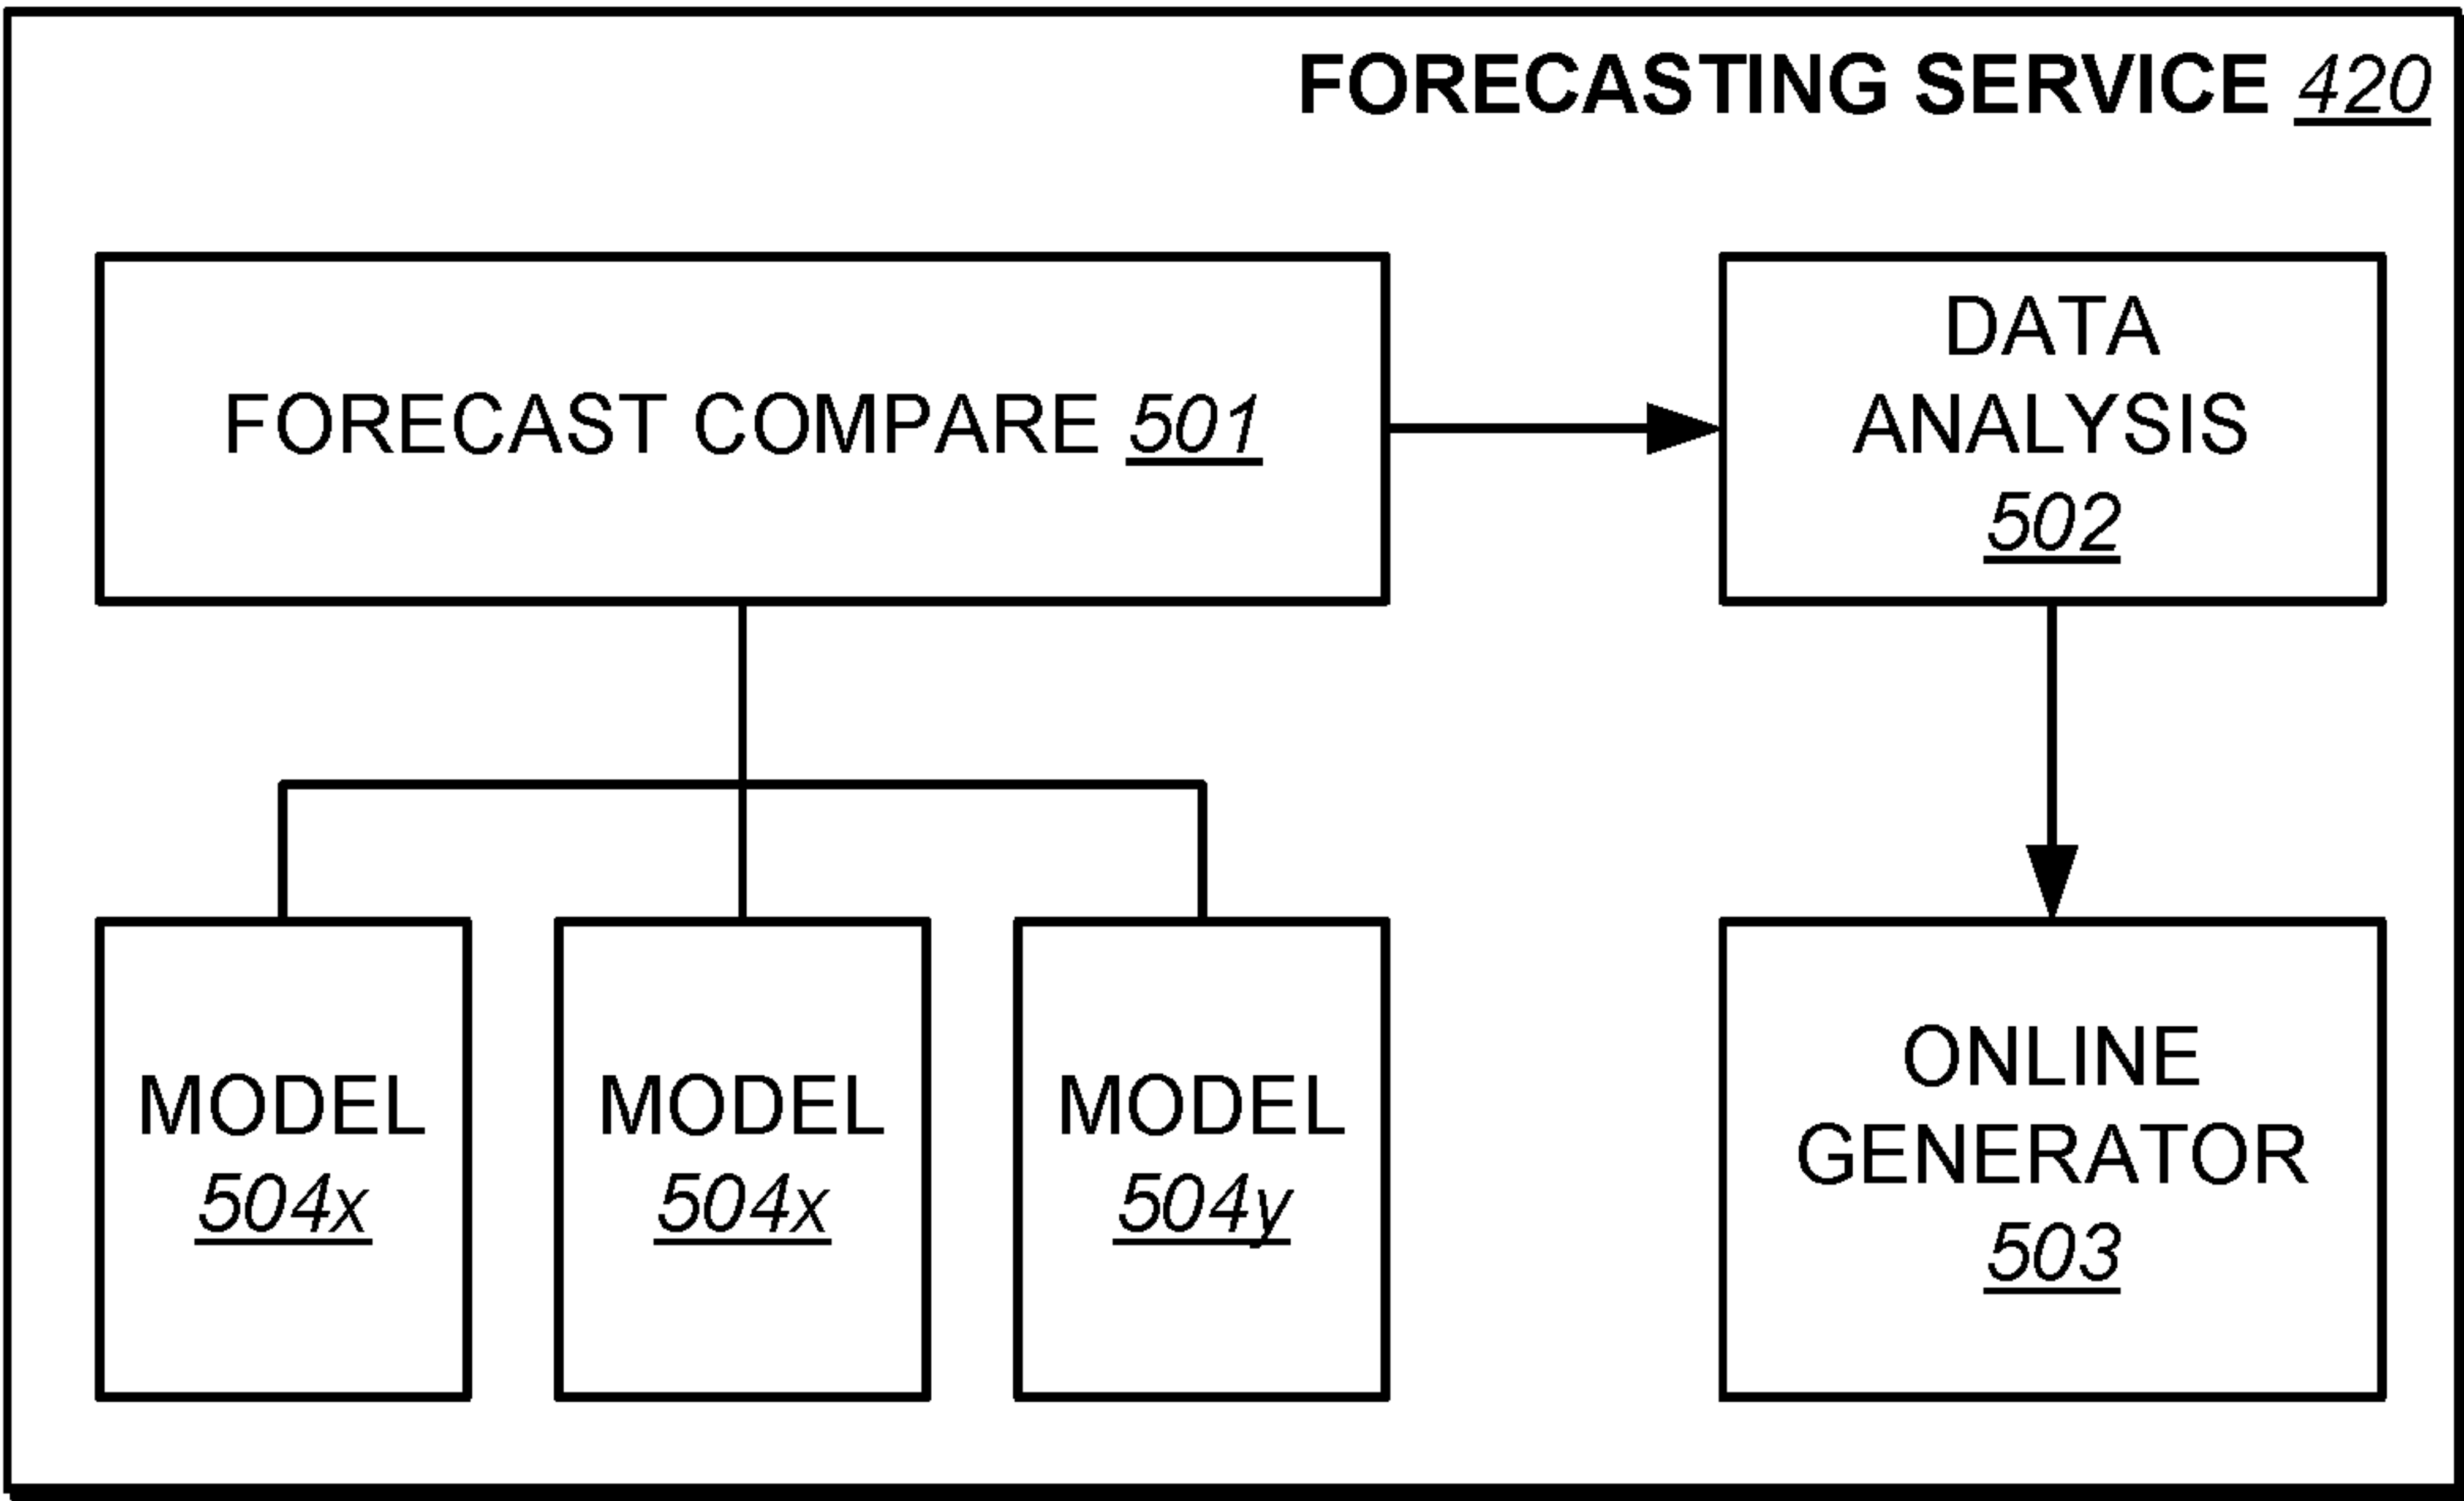 FORECASTING SERVICE 420
FORECAST COMPARE 501
DATA
ANALYSIS
502
MODEL
504x
MODEL
504x
MODEL
504y
ONLINE
GENERATOR
503